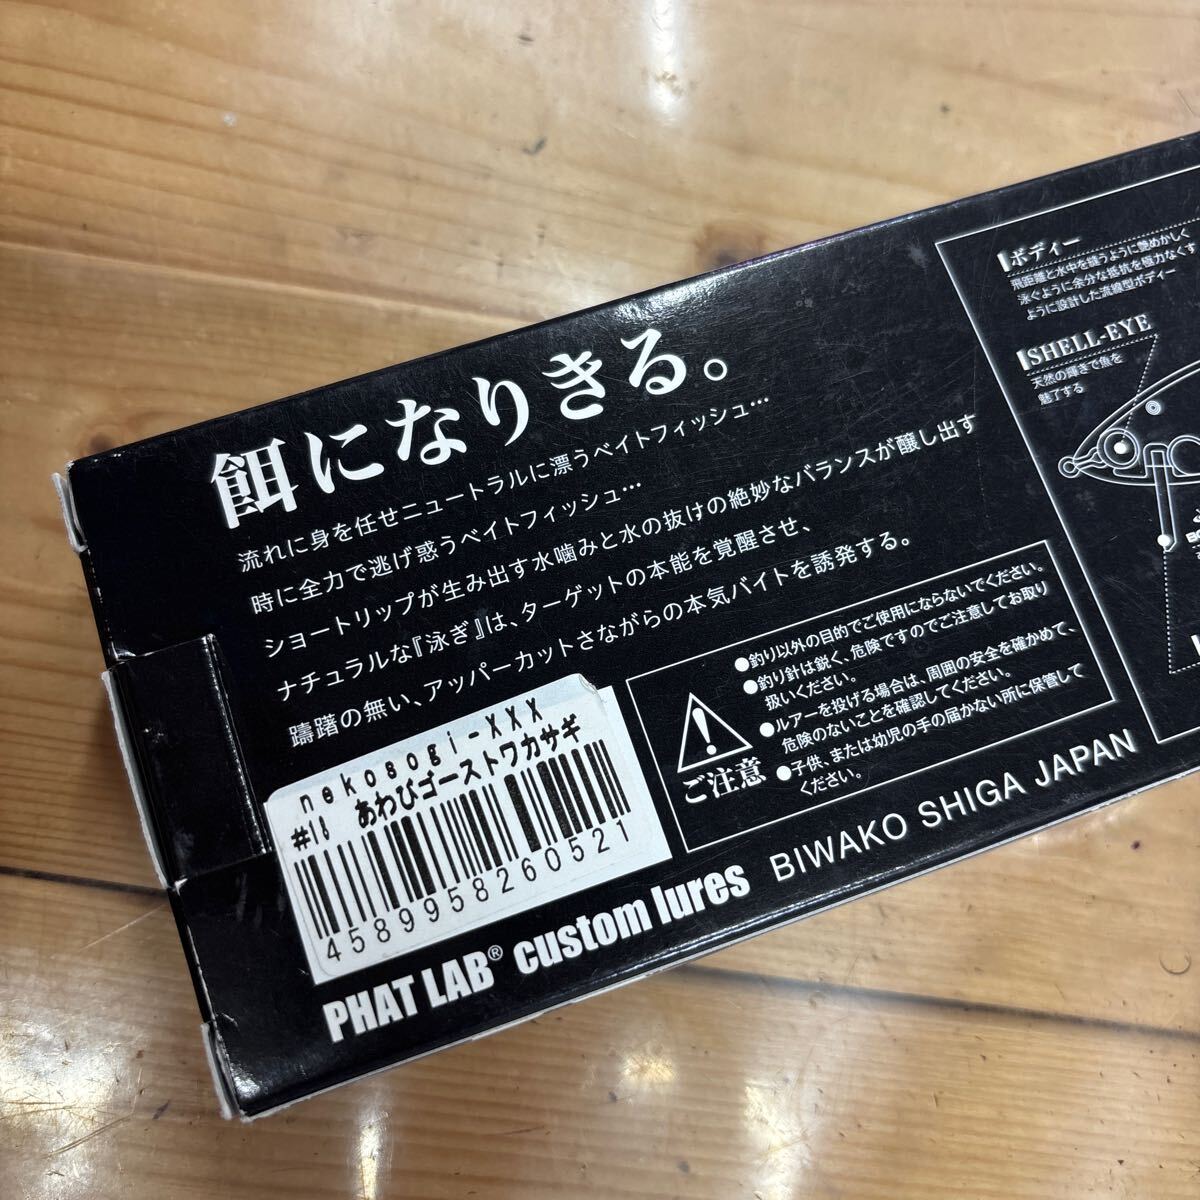 餌になりきる。
流れに身を任せニュートラルに漂うベイトフィッシュ…
時に全力で逃げ惑うベイトフィッシュ…
ショートリップが生み出す水噛みと水の抜けの絶妙なバランスが醸し出す
ナチュラルな『泳ぎ』は、ターゲットの本能を覚醒させ、
躊躇の無い、アッパーカットさながらの本気バイトを誘発する。
nekosogi-XXX
#18 あわびゴーストワカサギ
4589958260521
ご注意
●釣り以外の目的でご使用にならないでください。
●釣り針は鋭く、危険ですのでご注意してお取り
扱いください。
●ルアーを投げる場合は、周囲の安全を確かめて、
危険のないことを確認してください。
●子供、または幼児の手の届かない所に保管して
ください。
PHAT LAB® custom lures BIWAKO SHIGA JAPAN
ボディー
飛距離と水中を縫うように艶めかしく
泳ぐように余分な抵抗を極力なくす
ように設計した流線型ボディー
SHELL-EYE
天然の輝きで魚を
魅了する